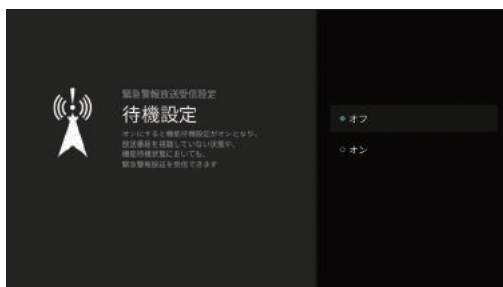 緊急警報放送受信設定
待機設定
オンにすると機能待機設定がオンとなり、
放送番組を視聴していない状態や、
機能待機状態においても、
緊急警報放送を受信できます
オフ
オン